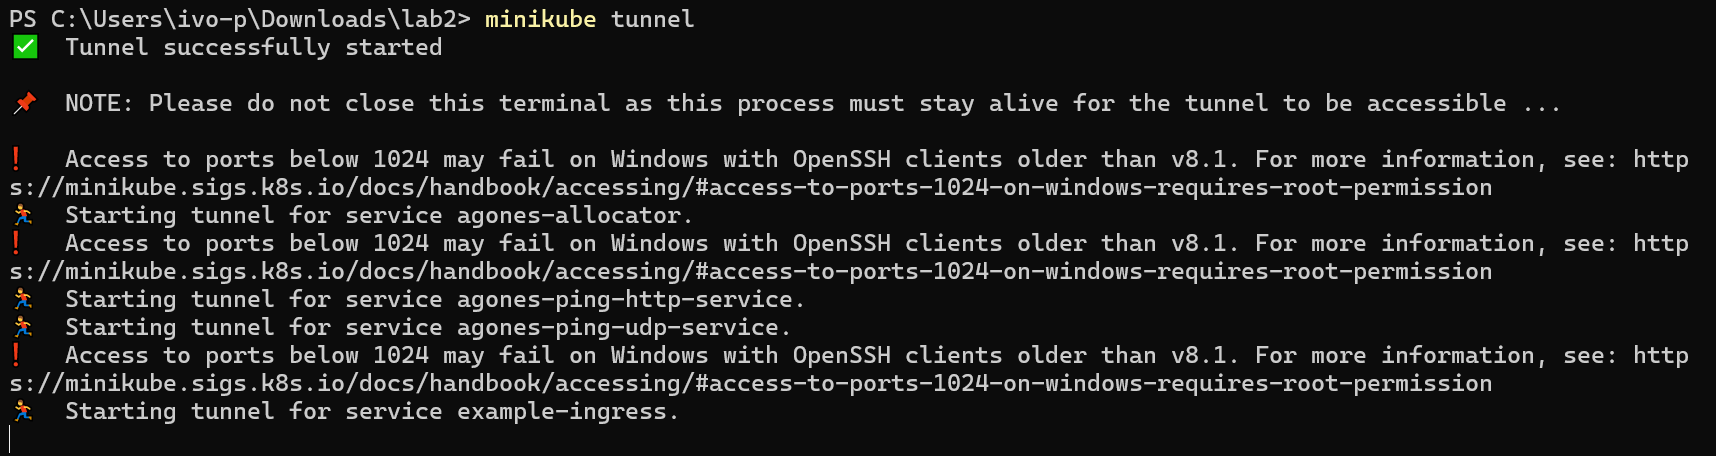 PS C:\Users\ivo-p\Downloads\lab2> minikube tunnel
✅  Tunnel successfully started
📌  NOTE: Please do not close this terminal as this process must stay alive for the tunnel to be accessible ...
❗  Access to ports below 1024 may fail on Windows with OpenSSH clients older than v8.1. For more information, see: http
s://minikube.sigs.k8s.io/docs/handbook/accessing/#access-to-ports-1024-on-windows-requires-root-permission
🏃  Starting tunnel for service agones-allocator.
❗  Access to ports below 1024 may fail on Windows with OpenSSH clients older than v8.1. For more information, see: http
s://minikube.sigs.k8s.io/docs/handbook/accessing/#access-to-ports-1024-on-windows-requires-root-permission
🏃  Starting tunnel for service agones-ping-http-service.
🏃  Starting tunnel for service agones-ping-udp-service.
❗  Access to ports below 1024 may fail on Windows with OpenSSH clients older than v8.1. For more information, see: http
s://minikube.sigs.k8s.io/docs/handbook/accessing/#access-to-ports-1024-on-windows-requires-root-permission
🏃  Starting tunnel for service example-ingress.